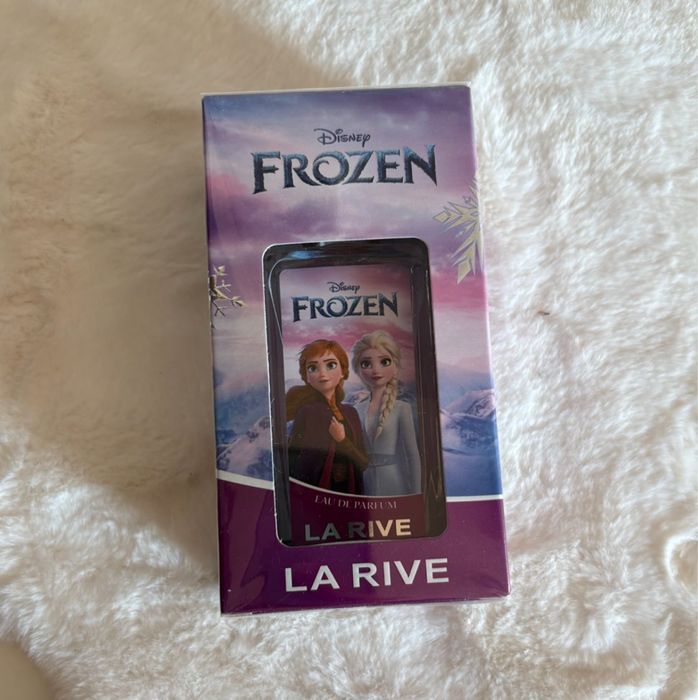 Disney
FROZEN
Disney
FROZEN
EAU DE PARFUM
LA RIVE
LA RIVE